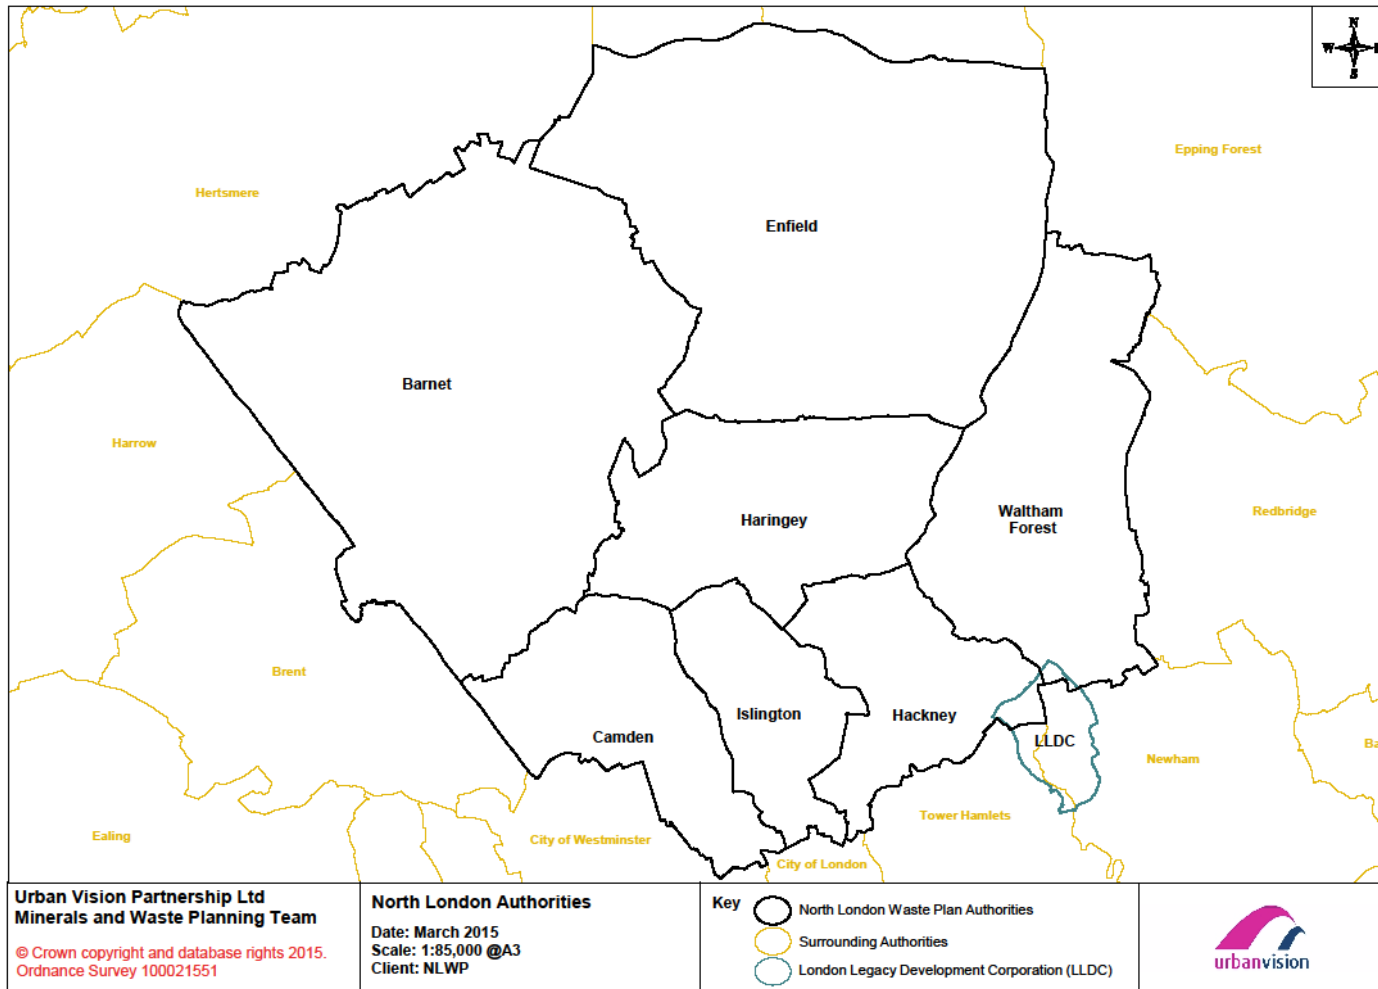 N
W
S
Epping Forest
Hertsmere
Enfield
Barnet
Harrow
Haringey
Waltham
Forest
Redbridge
Brent
Islington
Hackney
Camden
LLDC
Newham
Ba
Tower Hamlets
Ealing
City of Westminster
City of London
Urban Vision Partnership Ltd
Minerals and Waste Planning Team
© Crown copyright and database rights 2015.
Ordnance Survey 100021551
North London Authorities
Date: March 2015
Scale: 1:85,000 @A3
Client: NLWP
Key
North London Waste Plan Authorities
Surrounding Authorities
London Legacy Development Corporation (LLDC)
urbanvision